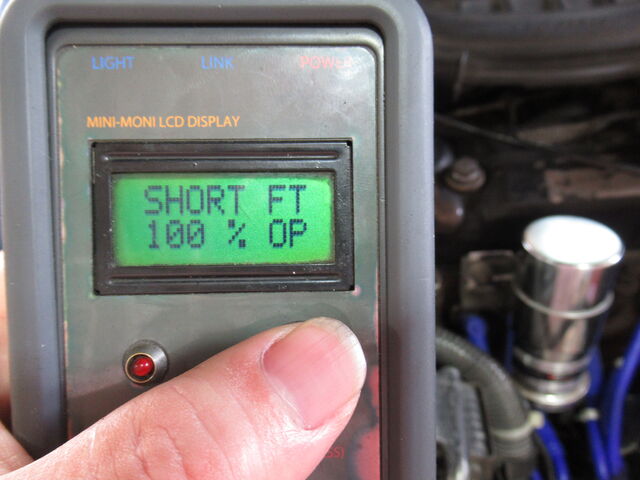 LIGHT LINK POWER
MINI-MONI LCD DISPLAY
SHORT FT
100 % OP